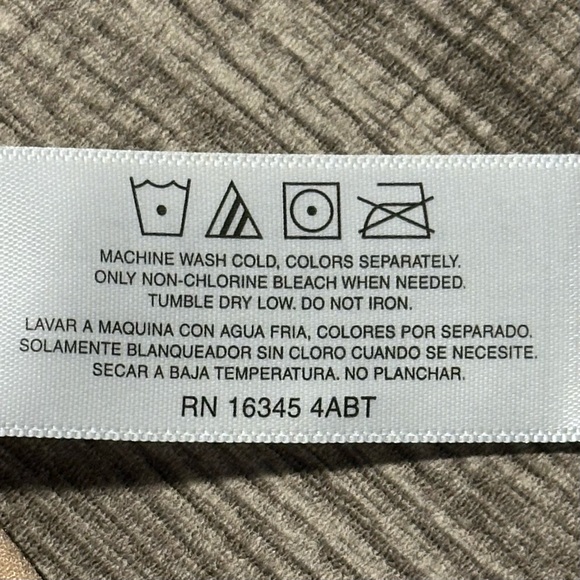 MACHINE WASH COLD, COLORS SEPARATELY.
ONLY NON-CHLORINE BLEACH WHEN NEEDED.
TUMBLE DRY LOW. DO NOT IRON.
LAVAR A MAQUINA CON AGUA FRIA, COLORES POR SEPARADO.
SOLAMENTE BLANQUEADOR SIN CLORO CUANDO SE NECESITE.
SECAR A BAJA TEMPERATURA. NO PLANCHAR.
RN 16345 4ABT